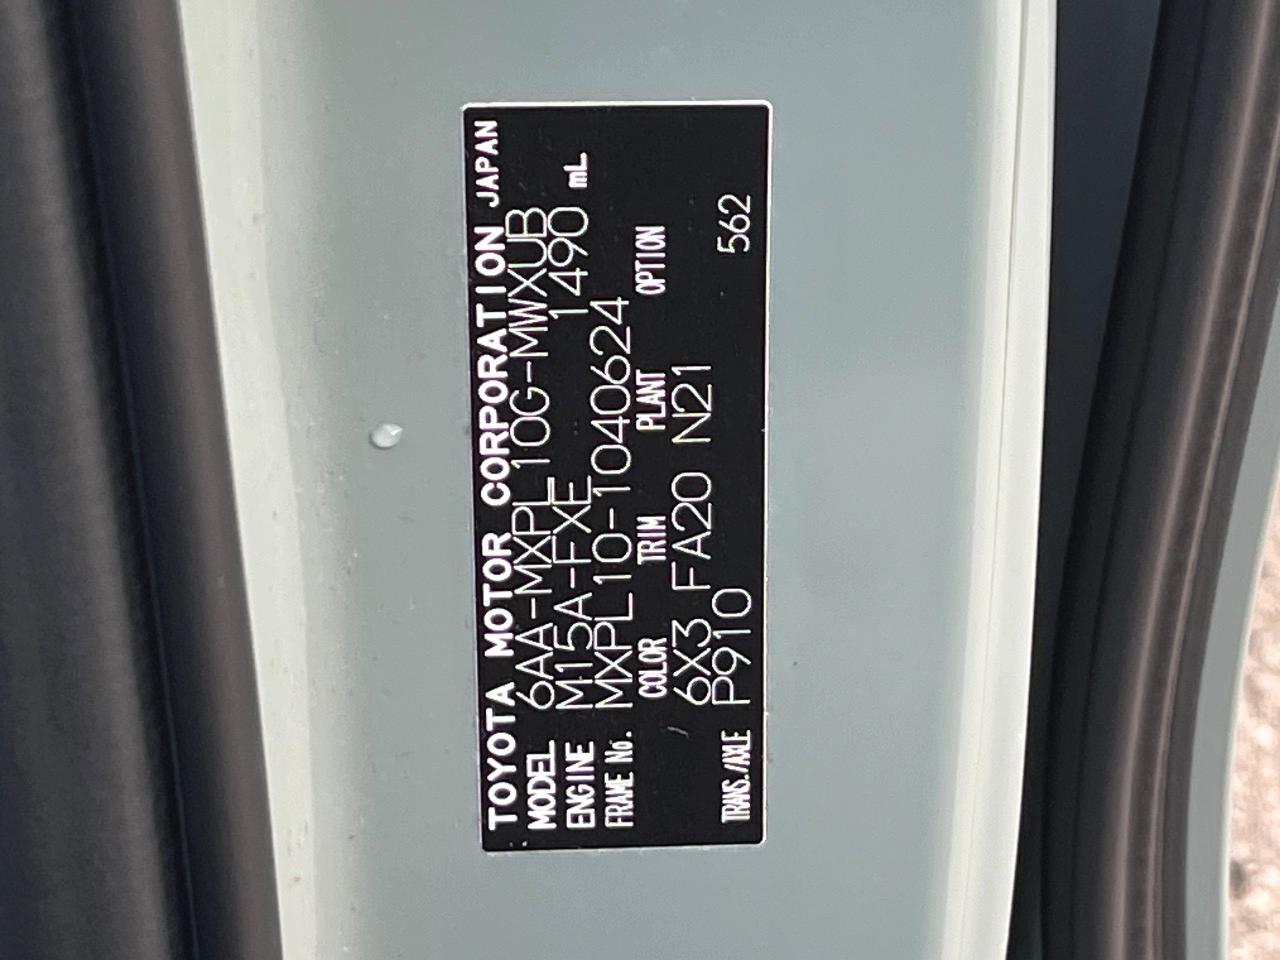 TOYOTA MOTOR CORPORATION JAPAN
MODEL 6AA-MXPL10G-MWXUB
ENGINE M15A-FXE 1490 mL
FRAME No. MXPL10-1040624
COLOR TRIM PLANT OPTION
6X3 FA20 N21
TRANS./AXLE P910 562